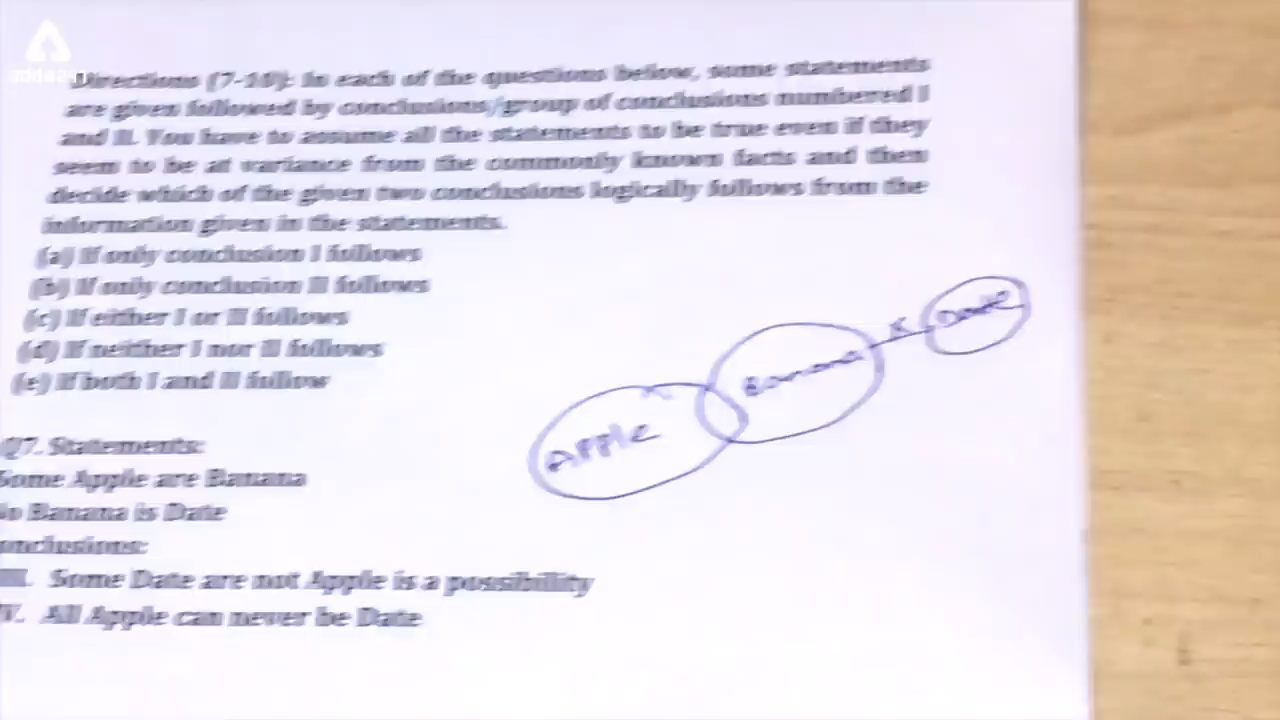 Directions (7-10): In each of the questions below, some statements
are given followed by conclusions/group of conclusions numbered I
and II. You have to assume all the statements to be true even if they
seem to be at variance from the commonly known facts and then
decide which of the given two conclusions logically follows from the
information given in the statements.
(a) If only conclusion I follows
(b) If only conclusion II follows
(c) If either I or II follows
(d) If neither I nor II follows
(e) If both I and II follow
Date
Banana
Apple
Q7. Statements:
Some Apple are Banana
Banana is Date
onclusions:
III. Some Date are not Apple is a possibility
V. All Apple can never be Date